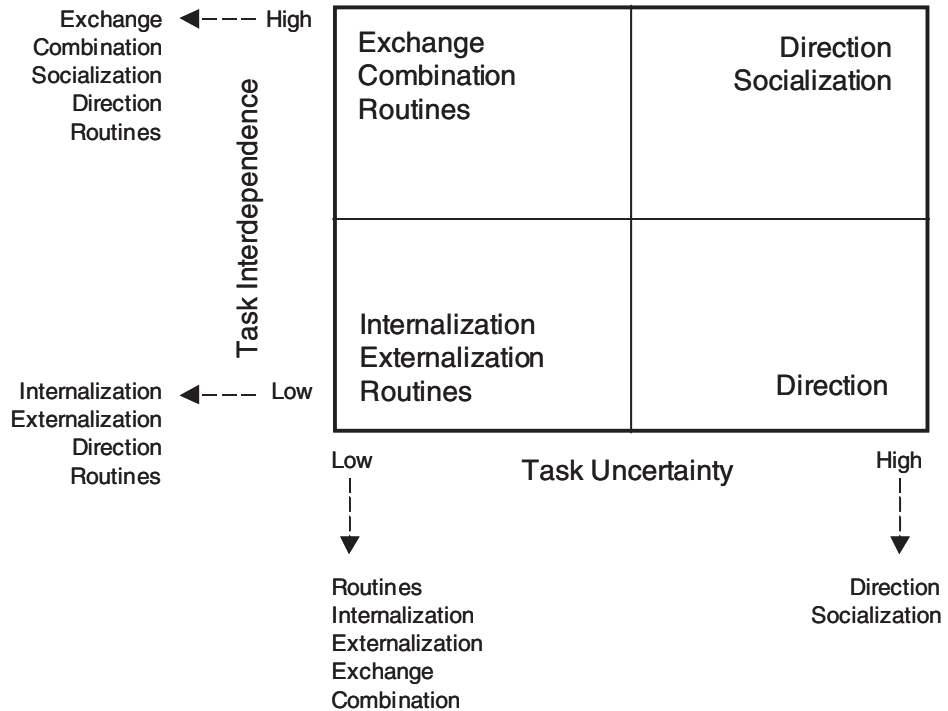 Exchange
Combination
Socialization
Direction
Routines
High
Task Interdependence
Exchange
Combination
Routines
Direction
Socialization
Internalization
Externalization
Routines
Direction
Internalization
Externalization
Direction
Routines
Low
Low
Task Uncertainty
High
Routines
Internalization
Externalization
Exchange
Combination
Direction
Socialization